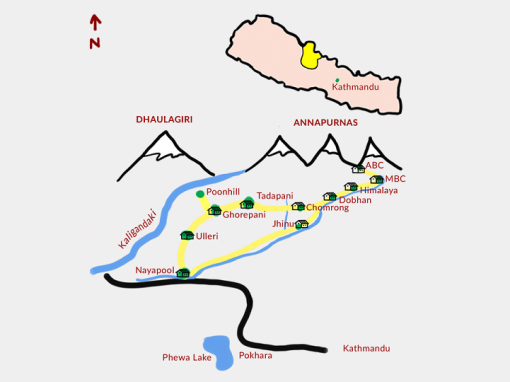 N
Kathmandu
DHAULAGIRI
ANNAPURNAS
ABC
MBC
Himalaya
Poonhill
Tadapani
Dobhan
Chomrong
Ghorepani
Kaligandaki
Jhinu
Ulleri
Nayapool
Kathmandu
Phewa Lake
Pokhara